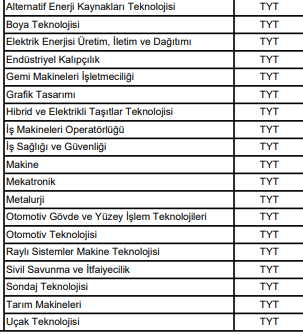 Alternatif Enerji Kaynakları Teknolojisi TYT
Boya Teknolojisi TYT
Elektrik Enerjisi Üretim, İletim ve Dağıtımı TYT
Endüstriyel Kalıpçılık TYT
Gemi Makineleri İşletmeciliği TYT
Grafik Tasarımı TYT
Hibrid ve Elektrikli Taşıtlar Teknolojisi TYT
İş Makineleri Operatörlüğü TYT
İş Sağlığı ve Güvenliği TYT
Makine TYT
Mekatronik TYT
Metalurji TYT
Otomotiv Gövde ve Yüzey İşlem Teknolojileri TYT
Otomotiv Teknolojisi TYT
Raylı Sistemler Makine Teknolojisi TYT
Sivil Savunma ve İtfaiyecilik TYT
Sondaj Teknolojisi TYT
Tarım Makineleri TYT
Uçak Teknolojisi TYT